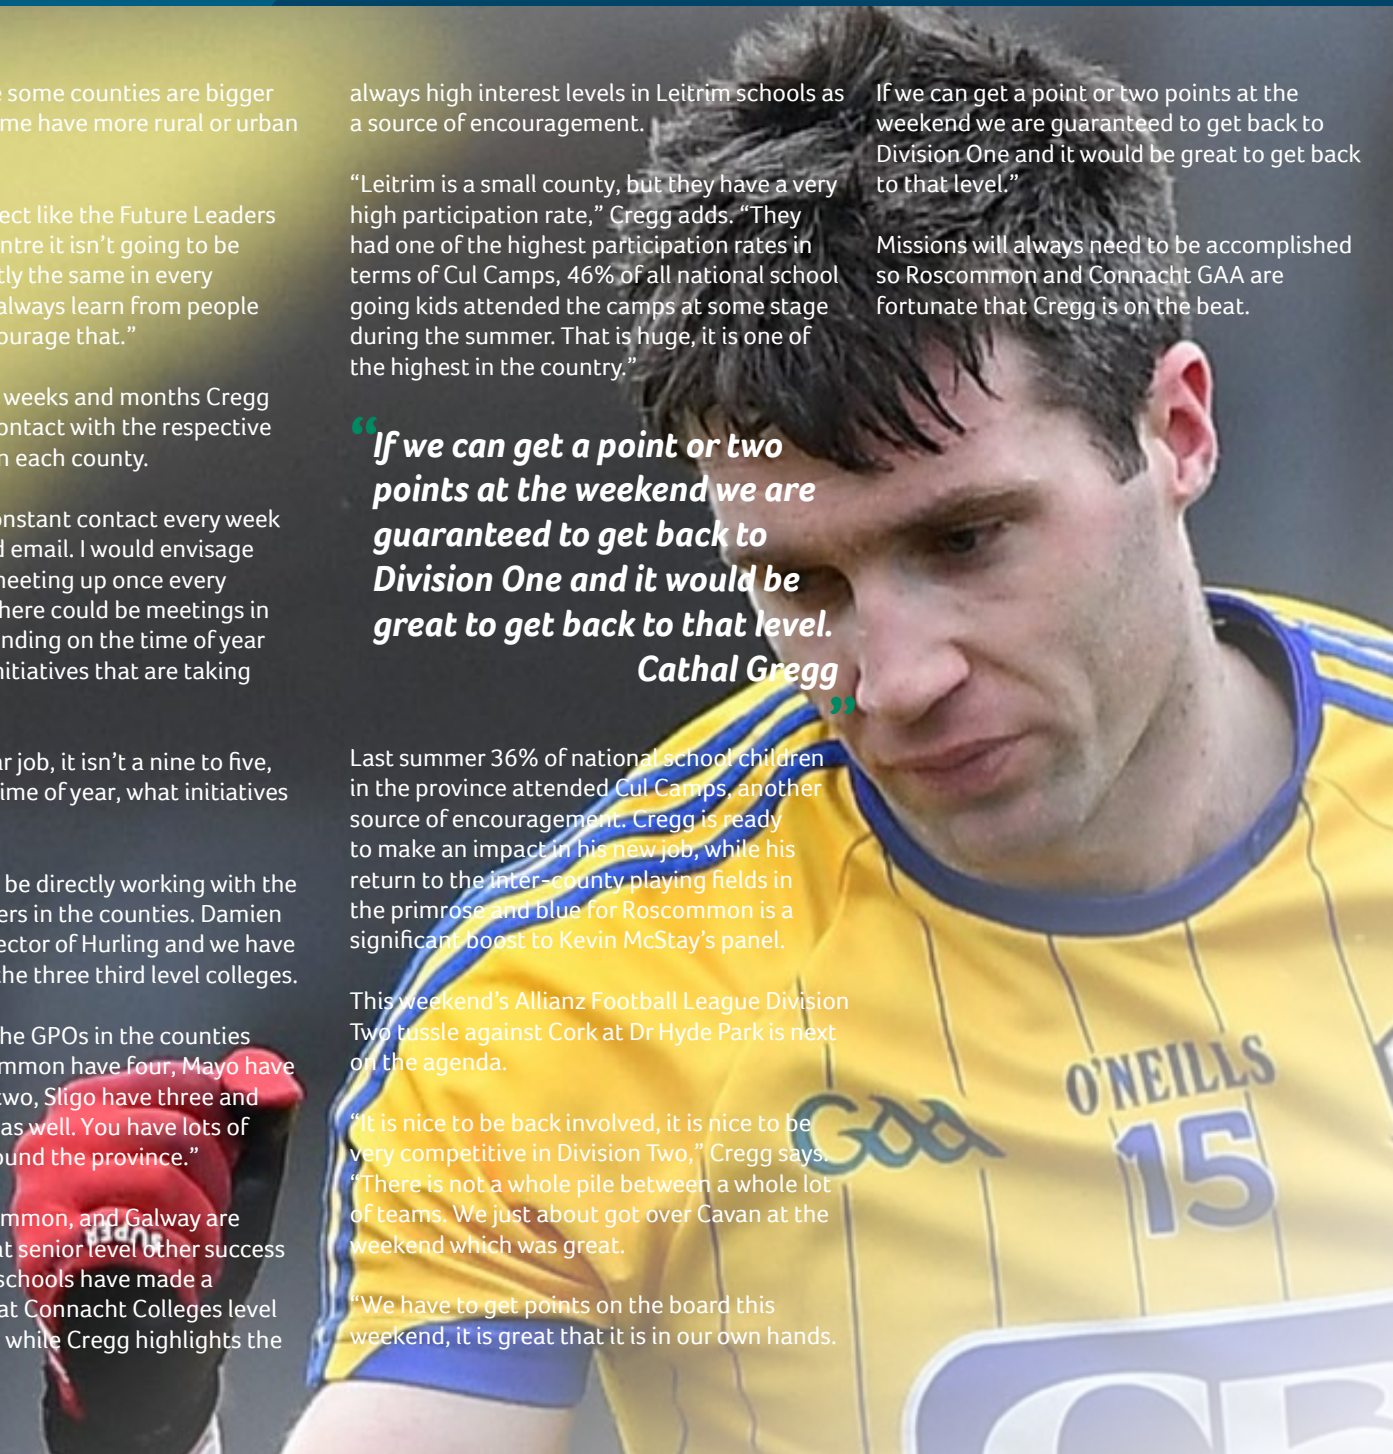 some counties are bigger
me have more rural or urban
ect like the Future Leaders
ntre it isn’t going to be
tly the same in every
always learn from people
ourage that.”
weeks and months Cregg
ontact with the respective
n each county.
onstant contact every week
d email. I would envisage
meeting up once every
here could be meetings in
nding on the time of year
nitiatives that are taking
ar job, it isn’t a nine to five,
ime of year, what initiatives
be directly working with the
ers in the counties. Damien
ector of Hurling and we have
the three third level colleges.
he GPOs in the counties
mmon have four, Mayo have
two, Sligo have three and
as well. You have lots of
ound the province.”
mmon, and Galway are
at senior level other success
schools have made a
at Connacht Colleges level
while Cregg highlights the
always high interest levels in Leitrim schools as
a source of encouragement.
“Leitrim is a small county, but they have a very
high participation rate,” Cregg adds. “They
had one of the highest participation rates in
terms of Cul Camps, 46% of all national school
going kids attended the camps at some stage
during the summer. That is huge, it is one of
the highest in the country.”
“If we can get a point or two
points at the weekend we are
guaranteed to get back to
Division One and it would be
great to get back to that level.
Cathal Gregg
”
Last summer 36% of national school children
in the province attended Cul Camps, another
source of encouragement. Cregg is ready
to make an impact in his new job, while his
return to the inter-county playing fields in
the primrose and blue for Roscommon is a
significant boost to Kevin McStay’s panel.
This weekend’s Allianz Football League Division
Two tussle against Cork at Dr Hyde Park is next
on the agenda.
“It is nice to be back involved, it is nice to be
very competitive in Division Two,” Cregg says.
“There is not a whole pile between a whole lot
of teams. We just about got over Cavan at the
weekend which was great.
“We have to get points on the board this
weekend, it is great that it is in our own hands.
If we can get a point or two points at the
weekend we are guaranteed to get back to
Division One and it would be great to get back
to that level.”
Missions will always need to be accomplished
so Roscommon and Connacht GAA are
fortunate that Cregg is on the beat.
SUPER
GAA
O'NEILLS
15